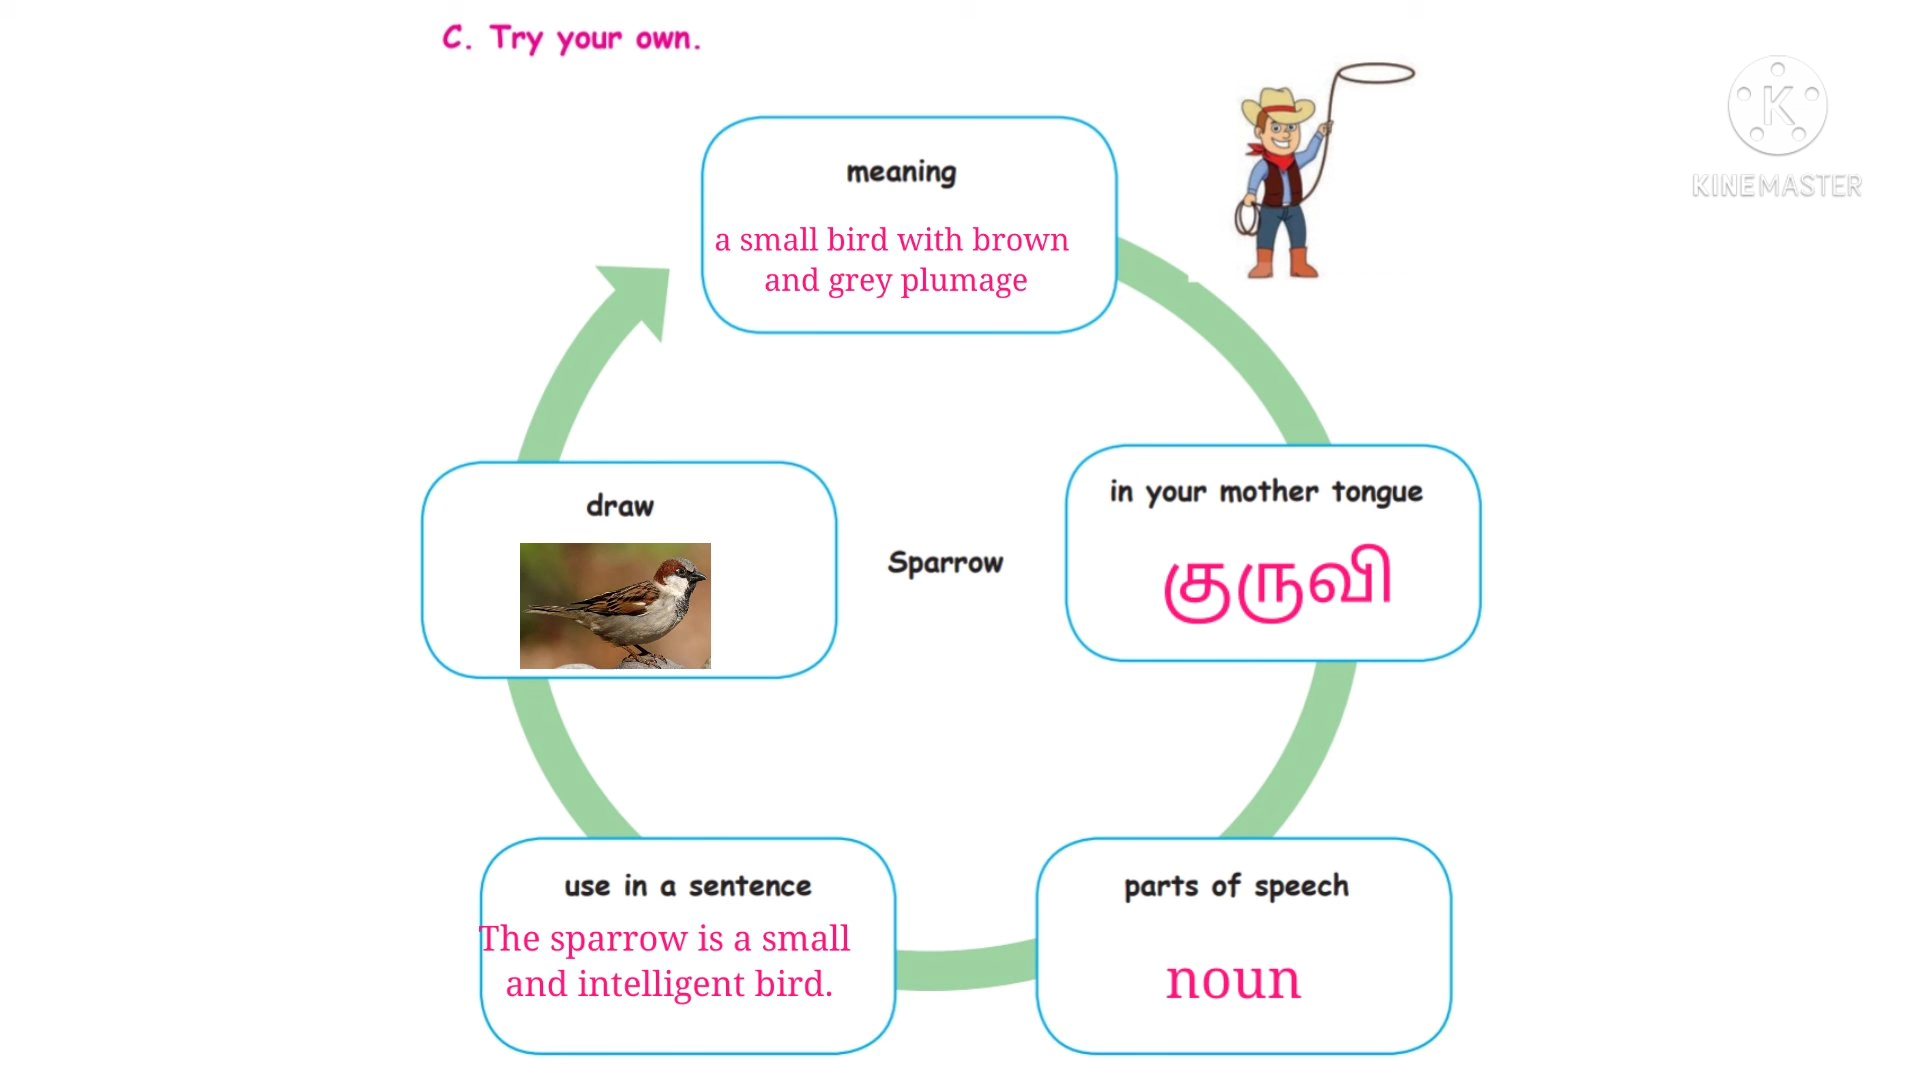 C. Try your own.
KINEMASTER
meaning
a small bird with brown
and grey plumage
in your mother tongue
குருவி
draw
Sparrow
use in a sentence
The sparrow is a small
and intelligent bird.
parts of speech
noun